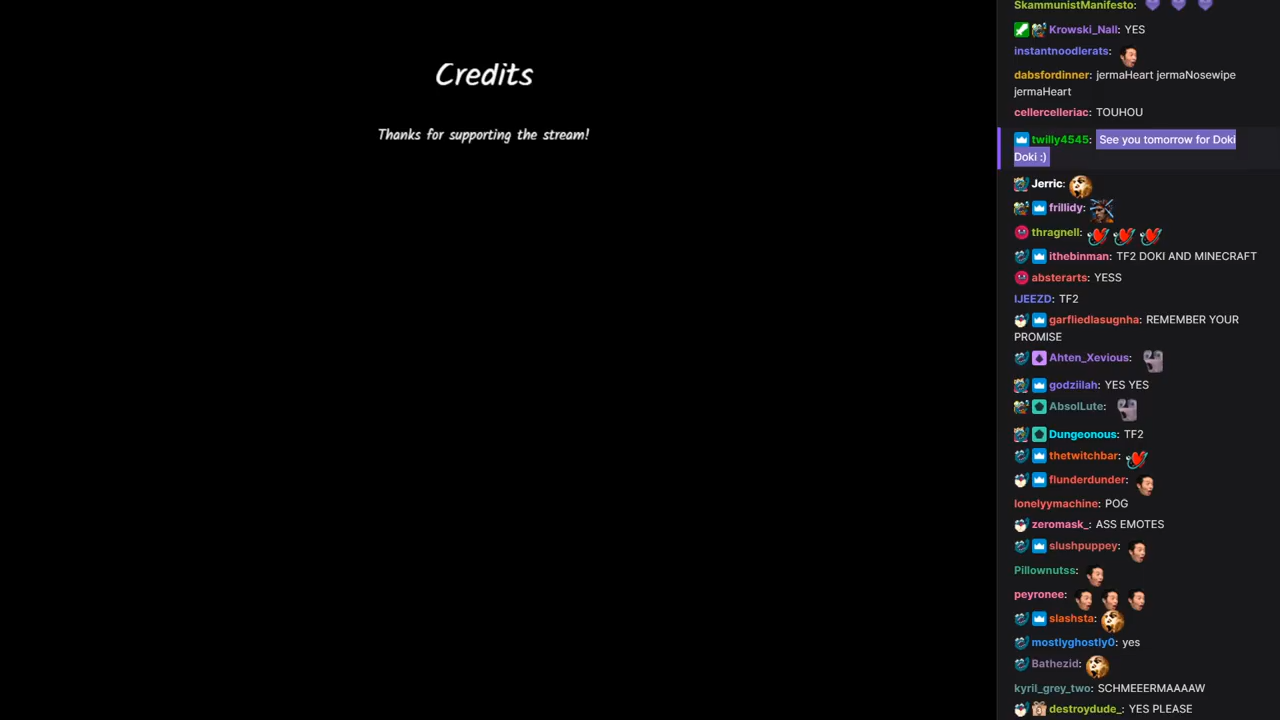 Credits
Thanks for supporting the stream!
SkammunistManifesto:
Krowski_Nall: YES
instantnoodlerats:
dabsfordinner: jermaHeart jermaNosewipe
jermaHeart
cellercelleriac: TOUHOU
twilly4545: See you tomorrow for Doki
Doki :)
Jerric:
frillidy:
thragnell:
ithebinman: TF2 DOKI AND MINECRAFT
absterarts: YESS
IJEEZD: TF2
garfliedlasugnha: REMEMBER YOUR
PROMISE
Ahten_Xevious:
godziilah: YES YES
AbsolLute:
Dungeonous: TF2
thetwitchbar:
flunderdunder:
lonelyymachine: POG
zeromask_: ASS EMOTES
slushpuppey:
Pillownutss:
peyronee:
slashsta:
mostlyghostly0: yes
Bathezid:
kyril_grey_two: SCHMEEERMAAAAW
destroydude_: YES PLEASE